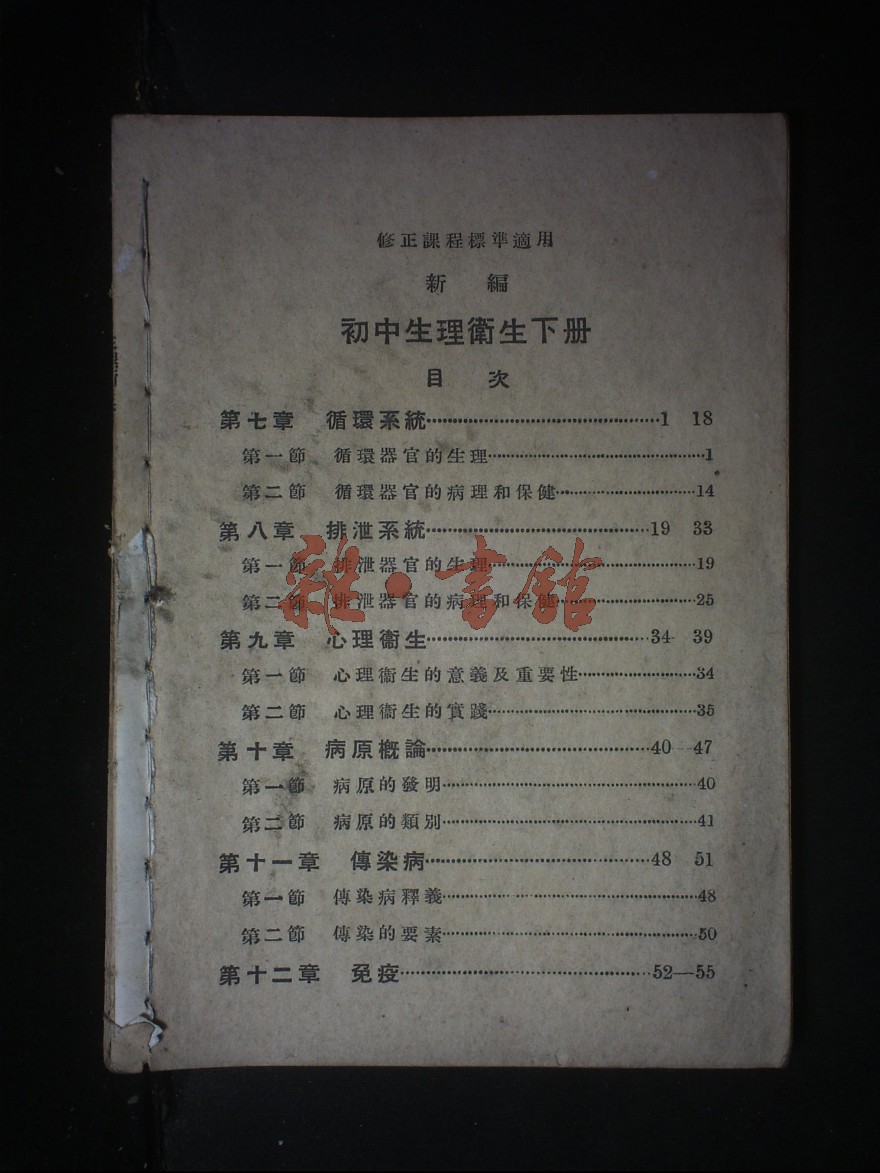 修正課程標準適用
新編
初中生理衛生下册
目次
第七章 循環系統…………1 18
第一節 循環器官的生理…………1
第二節 循環器官的病理和保健…………14
第八章 排泄系統…………19 33
第一節 排泄器官的生理…………19
第二節 排泄器官的病理和保健…………25
雜·書館
第九章 心理衞生…………34 39
第一節 心理衞生的意義及重要性…………34
第二節 心理衞生的實踐…………35
第十章 病原概論…………40—47
第一節 病原的發明…………40
第二節 病原的類別…………41
第十一章 傳染病…………48 51
第一節 傳染病釋義…………48
第二節 傳染的要素…………50
第十二章 免疫…………52—55